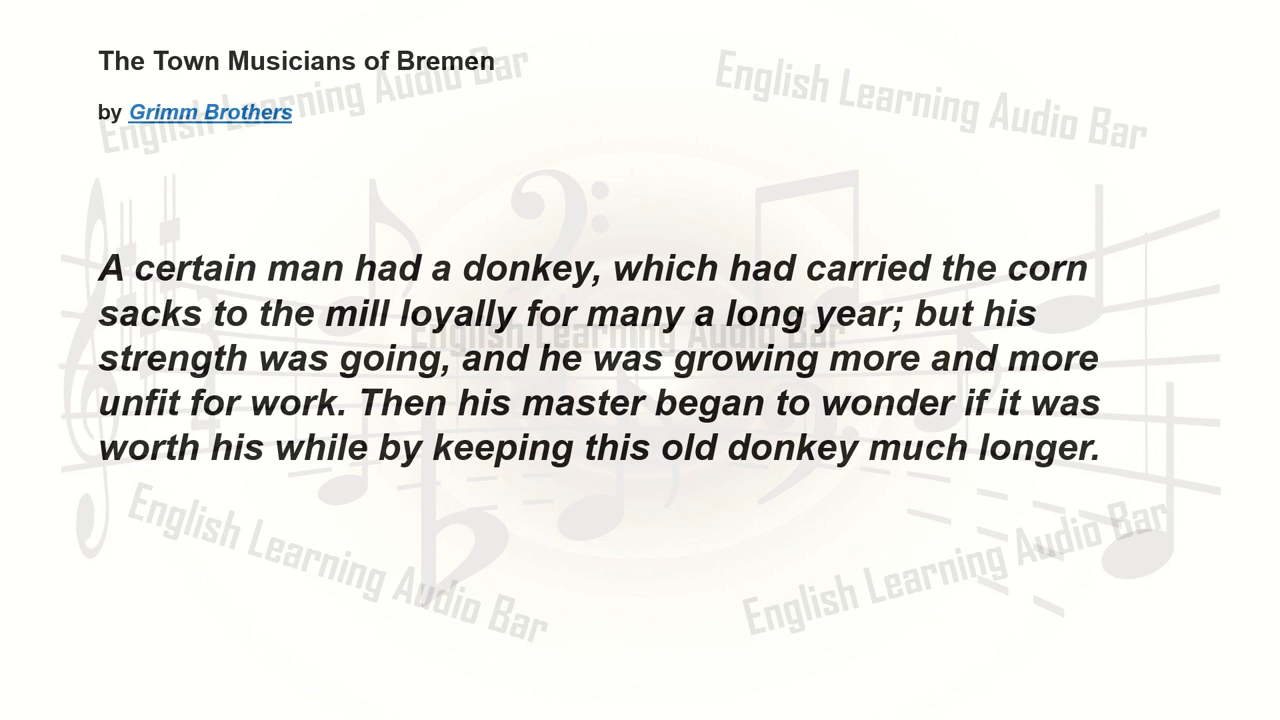 The Town Musicians of Bremen
by Grimm Brothers
English Learning Audio Bar
English Learning Audio Bar
A certain man had a donkey, which had carried the corn
sacks to the mill loyally for many a long year; but his
English Learning Audio Bar
strength was going, and he was growing more and more
unfit for work. Then his master began to wonder if it was
worth his while by keeping this old donkey much longer.
English Learning Audio Bar
English Learning Audio Bar